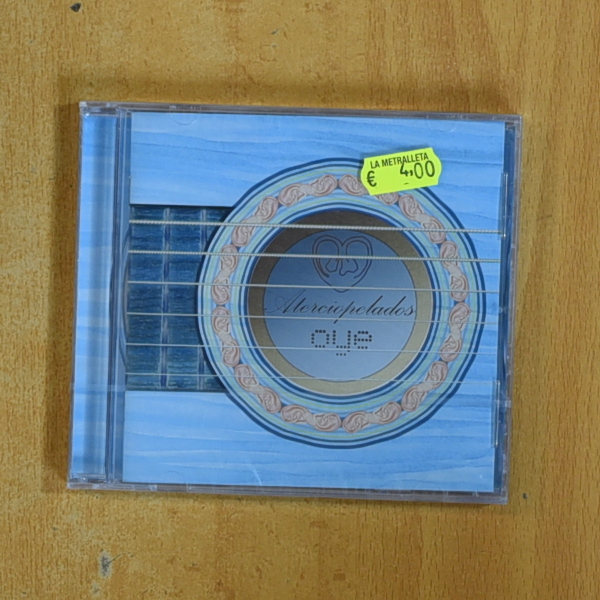 LA METRALLETA
€ 4,00
Aterciopelados
oye